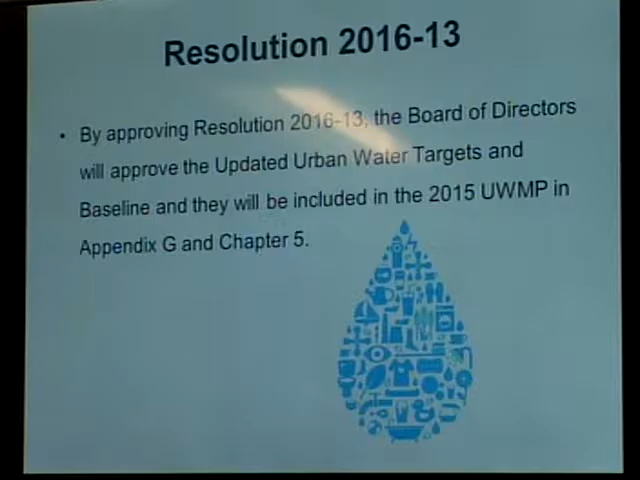 Resolution 2016-13
• By approving Resolution 2016-13, the Board of Directors
will approve the Updated Urban Water Targets and
Baseline and they will be included in the 2015 UWMP in
Appendix G and Chapter 5.